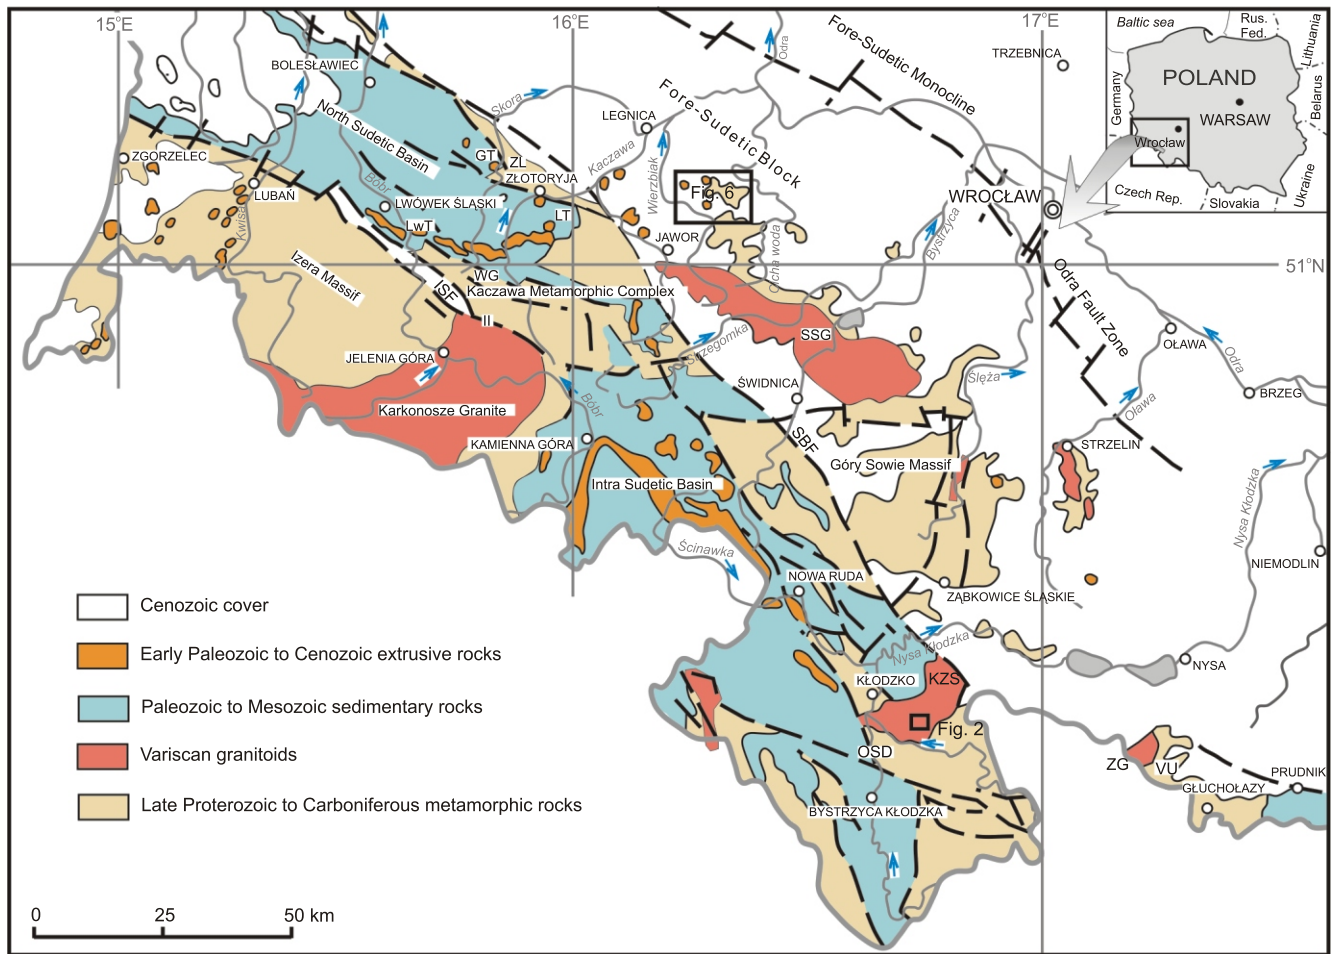 15°E
16°E
17°E
Baltic sea
Rus.
Fed.
Lithuania
Germany
POLAND
WARSAW
Belarus
Wrocław
Czech Rep.
Slovakia
Ukraine
TRZEBNICA
Fore-Sudetic Monocline
Odra
BOLESŁAWIEC
Skora
LEGNICA
Fore-Sudetic Block
North Sudetic Basin
Kaczawa
Wierzbiak
ZGORZELEC
GT
ZL
ZŁOTORYJA
Fig. 6
WROCŁAW
LUBAŃ
Bóbr
LWÓWEK ŚLĄSKI
Kwisa
LwT
LT
JAWOR
Cicha woda
Bystrzyca
51°N
Izera Massif
WG
ISF
Kaczawa Metamorphic Complex
Odra Fault Zone
II
SSG
Strzegomka
OŁAWA
Odra
JELENIA GÓRA
ŚWIDNICA
Ślęża
BRZEG
Karkonosze Granite
Bóbr
Oława
KAMIENNA GÓRA
SBF
STRZELIN
Góry Sowie Massif
Intra Sudetic Basin
Nysa Kłodzka
Ścinawka
NIEMODLIN
NOWA RUDA
ZĄBKOWICE ŚLĄSKIE
Cenozoic cover
Nysa Kłodzka
Early Paleozoic to Cenozoic extrusive rocks
NYSA
KŁODZKO
KZS
Paleozoic to Mesozoic sedimentary rocks
Fig. 2
Variscan granitoids
OSD
ZG
VU
PRUDNIK
GŁUCHOŁAZY
Late Proterozoic to Carboniferous metamorphic rocks
BYSTRZYCA KŁODZKA
0
25
50 km